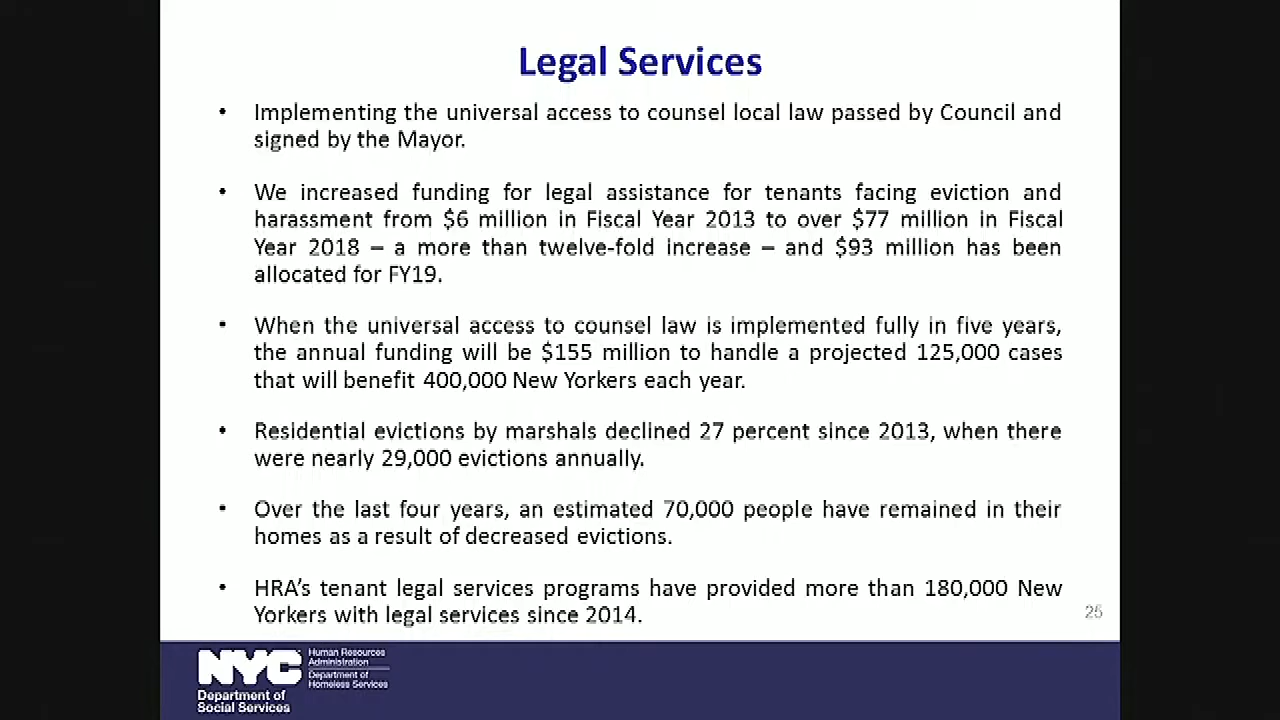 Legal Services
• Implementing the universal access to counsel local law passed by Council and
signed by the Mayor.
• We increased funding for legal assistance for tenants facing eviction and
harassment from $6 million in Fiscal Year 2013 to over $77 million in Fiscal
Year 2018 – a more than twelve-fold increase – and $93 million has been
allocated for FY19.
• When the universal access to counsel law is implemented fully in five years,
the annual funding will be $155 million to handle a projected 125,000 cases
that will benefit 400,000 New Yorkers each year.
• Residential evictions by marshals declined 27 percent since 2013, when there
were nearly 29,000 evictions annually.
• Over the last four years, an estimated 70,000 people have remained in their
homes as a result of decreased evictions.
• HRA’s tenant legal services programs have provided more than 180,000 New
Yorkers with legal services since 2014.
25
NYC
Department of
Social Services
Human Resources
Administration
Department of
Homeless Services